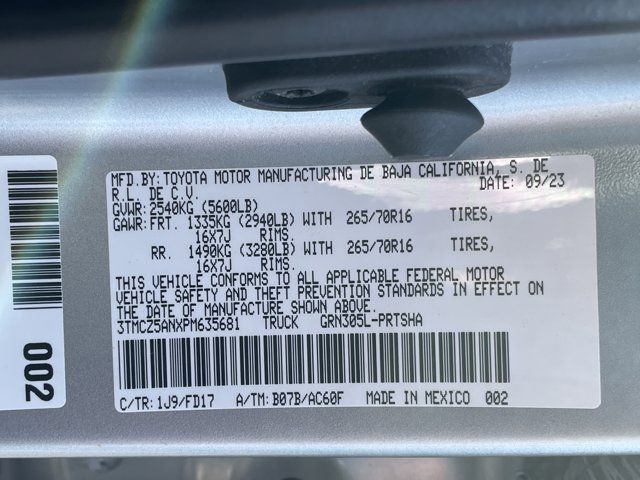 MFD.BY:TOYOTA MOTOR MANUFACTURING DE BAJA CALIFORNIA, S. DE
R.L. DE C.V. DATE: 09/23
GVWR:2540KG (5600LB)
GAWR:FRT. 1335KG (2940LB) WITH 265/70R16 TIRES,
16X7J RIMS.
RR. 1490KG (3280LB) WITH 265/70R16 TIRES,
16X7J RIMS.
THIS VEHICLE CONFORMS TO ALL APPLICABLE FEDERAL MOTOR
VEHICLE SAFETY AND THEFT PREVENTION STANDARDS IN EFFECT ON
THE DATE OF MANUFACTURE SHOWN ABOVE.
3TMCZ5ANXPM635681 TRUCK GRN305L-PRTSHA
C/TR: 1J9/FD17 A/TM: B07B/AC60F MADE IN MEXICO 002
002